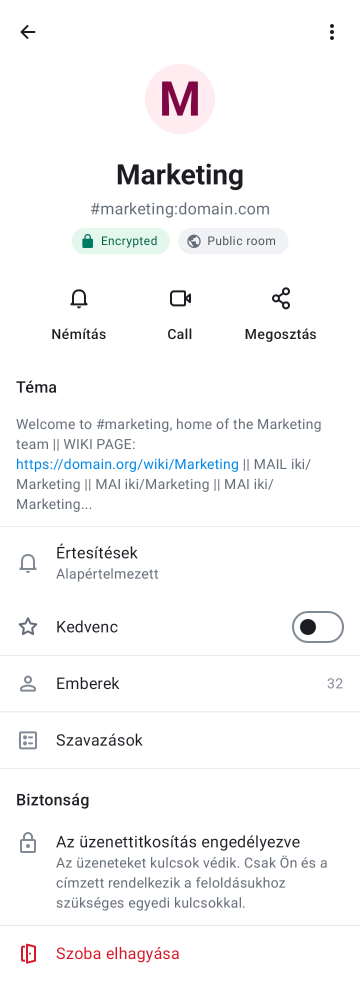 M
Marketing
#marketing:domain.com
Encrypted Public room
Némítás Call Megosztás
Téma
Welcome to #marketing, home of the Marketing
team || WIKI PAGE:
https://domain.org/wiki/Marketing || MAIL iki/
Marketing || MAI iki/Marketing || MAI iki/
Marketing...
Értesítések
Alapértelmezett
Kedvenc
Emberek 32
Szavazások
Biztonság
Az üzenettitkosítás engedélyezve
Az üzeneteket kulcsok védik. Csak Ön és a
címzett rendelkezik a feloldásukhoz
szükséges egyedi kulcsokkal.
Szoba elhagyása